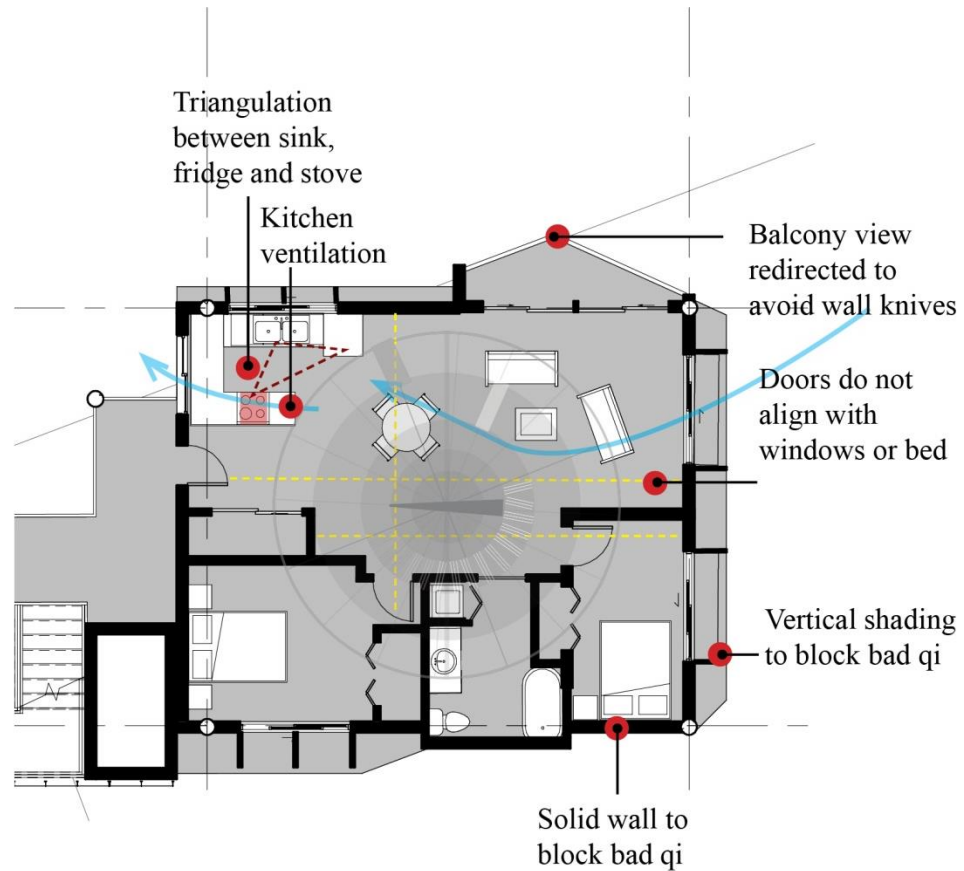 Triangulation
between sink,
fridge and stove
Kitchen
ventilation
Balcony view
redirected to
avoid wall knives
Doors do not
align with
windows or bed
Vertical shading
to block bad qi
Solid wall to
block bad qi